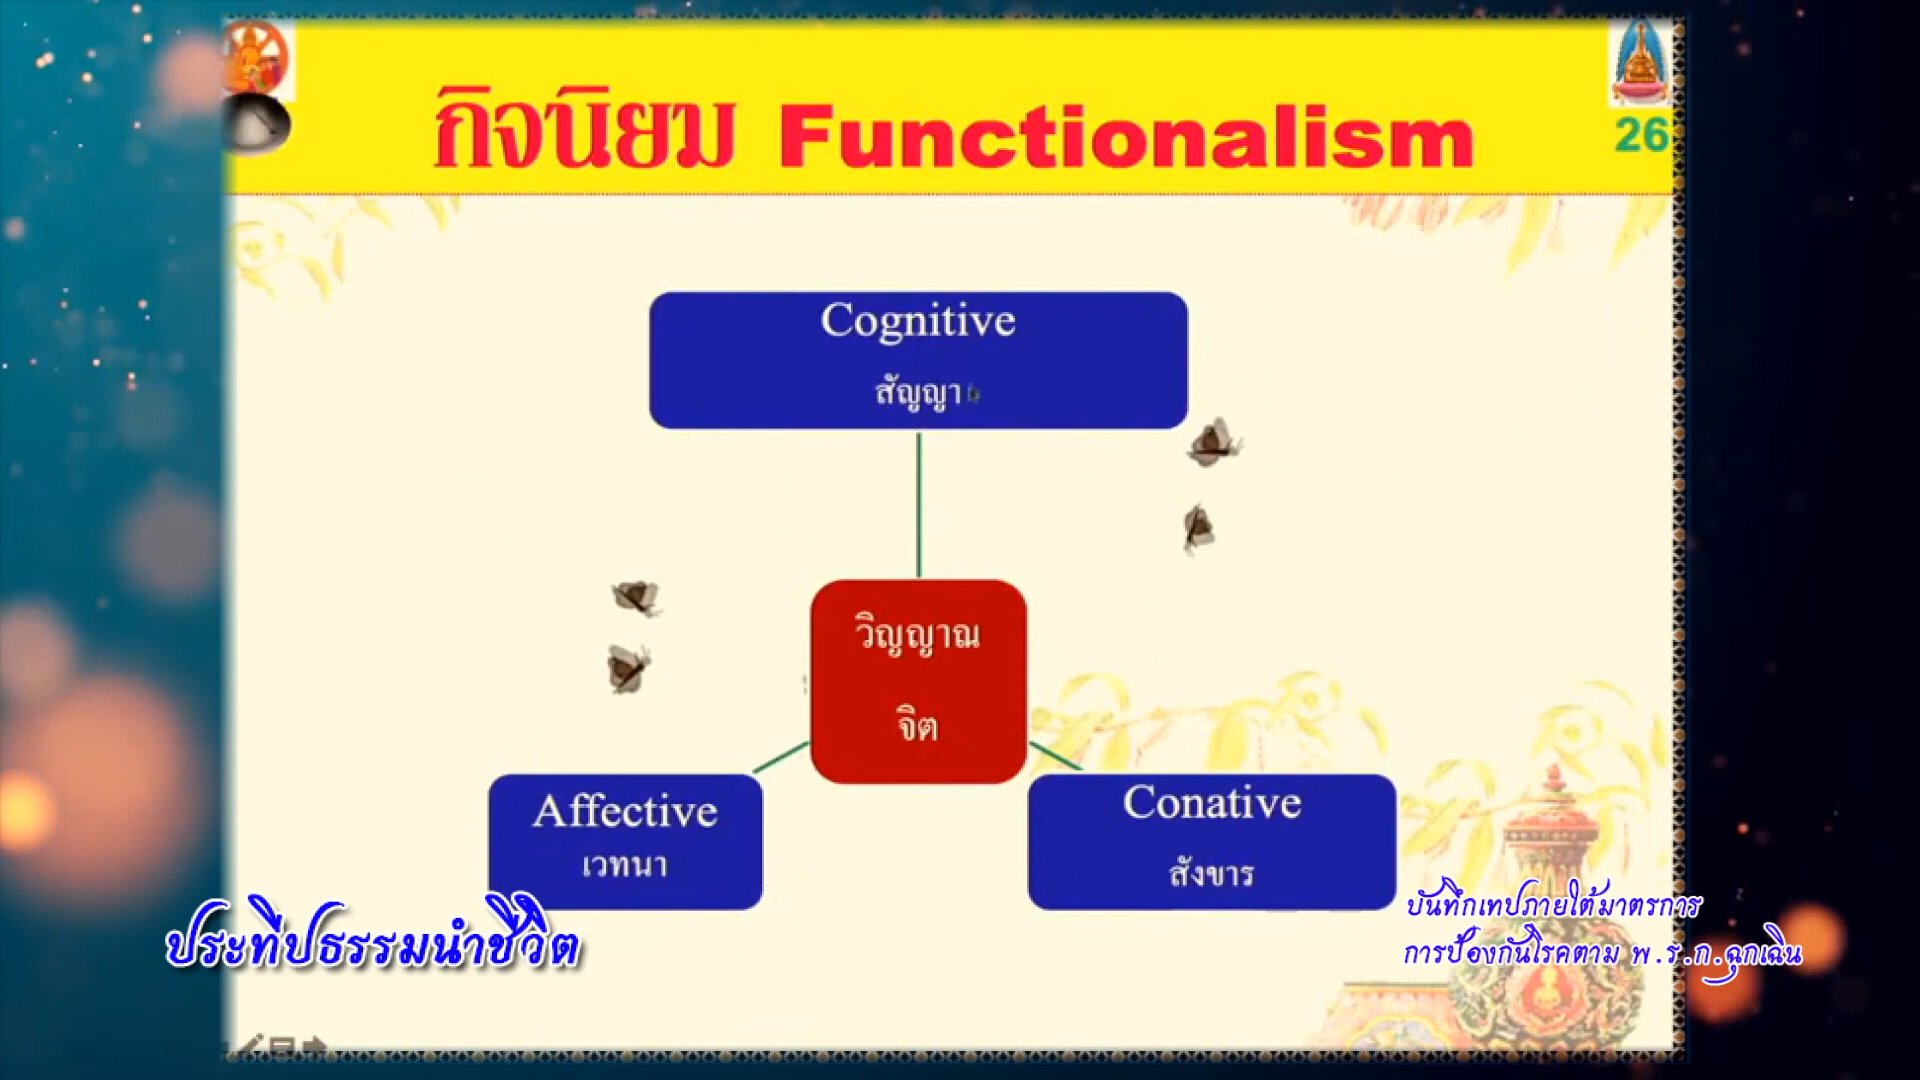 กิจนิยม Functionalism
26
Cognitive
สัญญา
วิญญาณ
จิต
Affective
เวทนา
Conative
สังขาร
ประทีปธรรมนำชีวิต
บันทึกเทปภายใต้มาตรการ
การป้องกันโรคตาม พ.ร.ก.ฉุกเฉิน